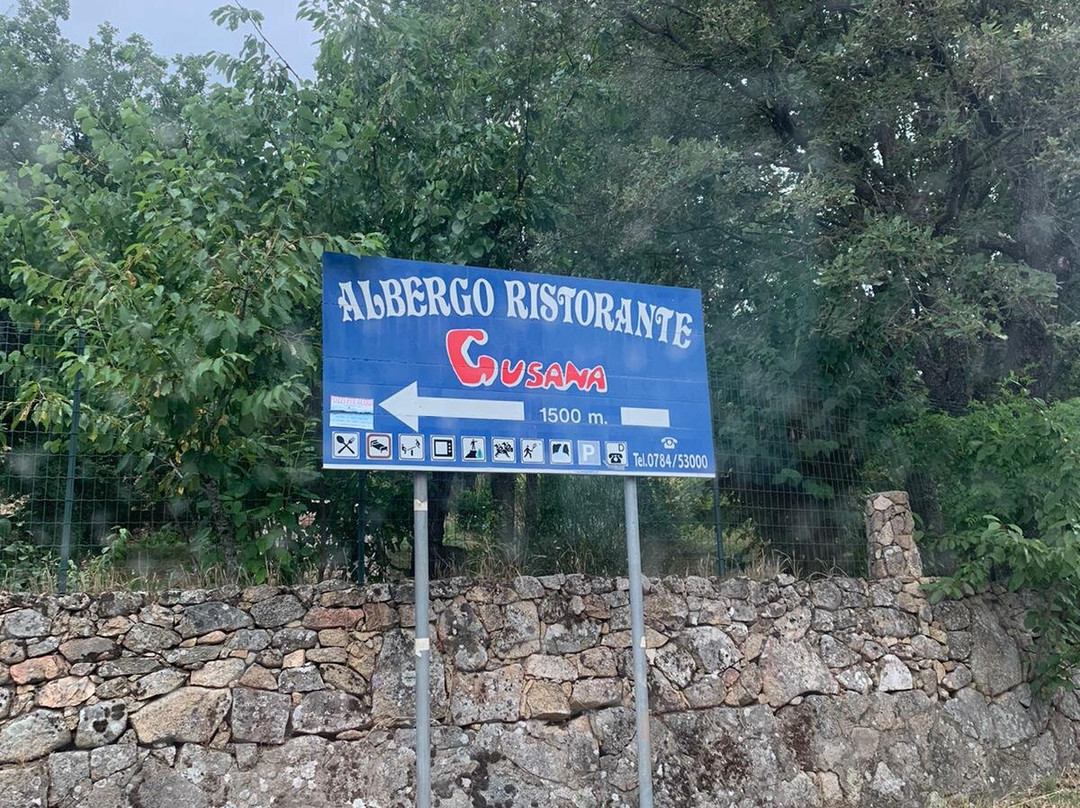 ALBERGO RISTORANTE
GUSANA
1500 m.
P
D
Tel.0784/53000